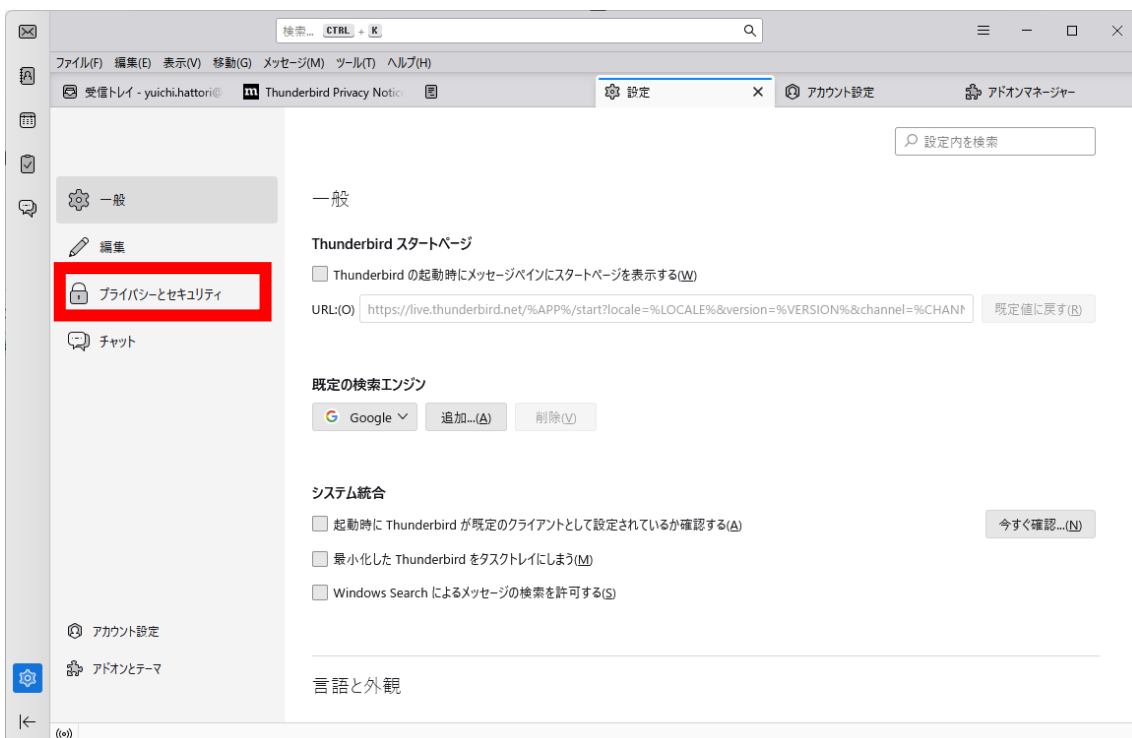 検索... CTRL + K
ファイル(F) 編集(E) 表示(V) 移動(G) メッセージ(M) ツール(T) ヘルプ(H)
受信トレイ - yuichi.hattori@ Thunderbird Privacy Notic 設定 アカウント設定 アドオンマネージャー
設定内を検索
一般
編集
プライバシーとセキュリティ
チャット
アカウント設定
アドオンとテーマ
一般
Thunderbird スタートページ
Thunderbird の起動時にメッセージペインにスタートページを表示する(W)
URL:(O) https://live.thunderbird.net/%APP%/start?locale=%LOCALE%&version=%VERSION%&channel=%CHANN 既定値に戻す(R)
既定の検索エンジン
Google 追加...(A) 削除(V)
システム統合
起動時に Thunderbird が既定のクライアントとして設定されているか確認する(A) 今すぐ確認...(N)
最小化した Thunderbird をタスクトレイにしまう(M)
Windows Search によるメッセージの検索を許可する(S)
言語と外観